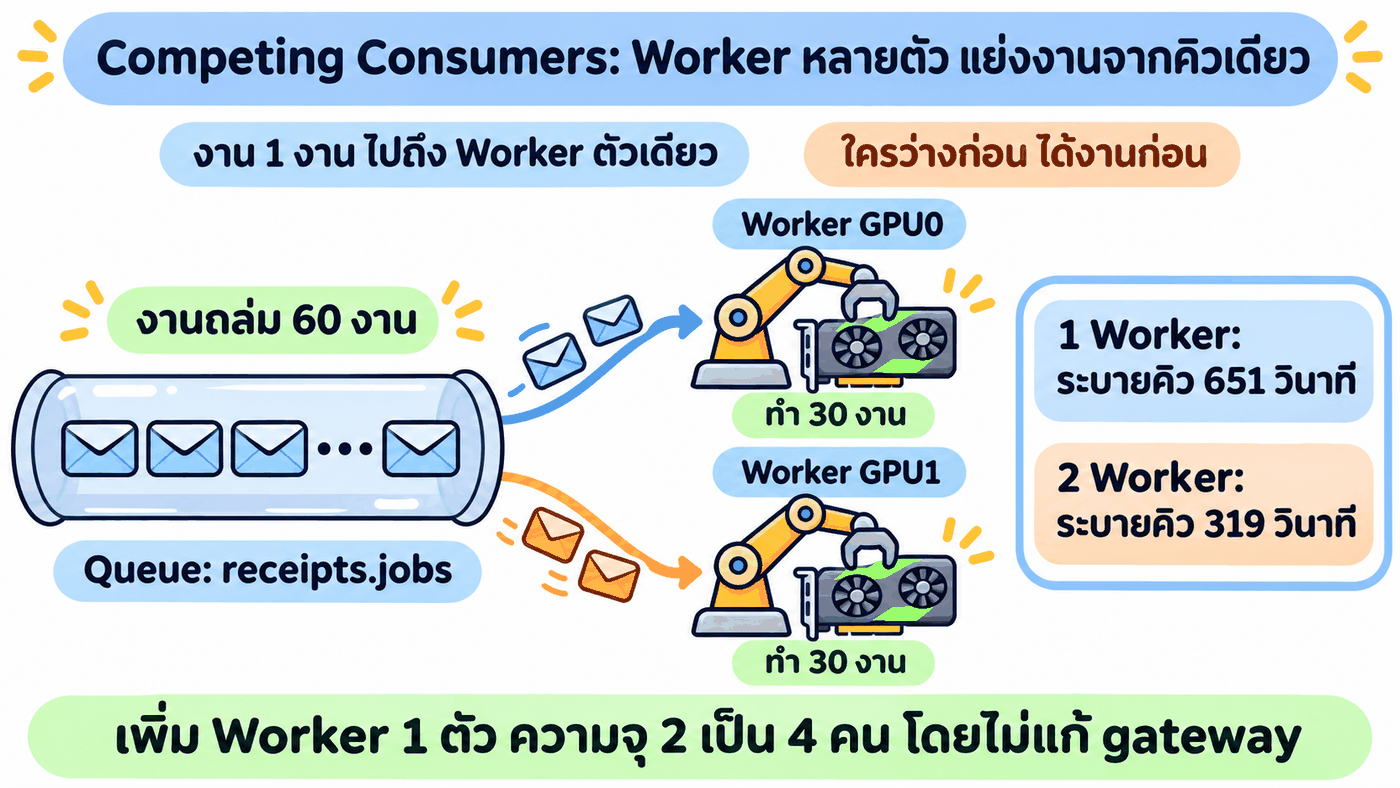 Competing Consumers: Worker หลายตัว แย่งงานจากคิวเดียว
งาน 1 งาน ไปถึง Worker ตัวเดียว
ใครว่างก่อน ได้งานก่อน
Worker GPU0
งานถล่ม 60 งาน
ทำ 30 งาน
Queue: receipts.jobs
Worker GPU1
ทำ 30 งาน
1 Worker:
ระบายคิว 651 วินาที
2 Worker:
ระบายคิว 319 วินาที
เพิ่ม Worker 1 ตัว ความจุ 2 เป็น 4 คน โดยไม่แก้ gateway